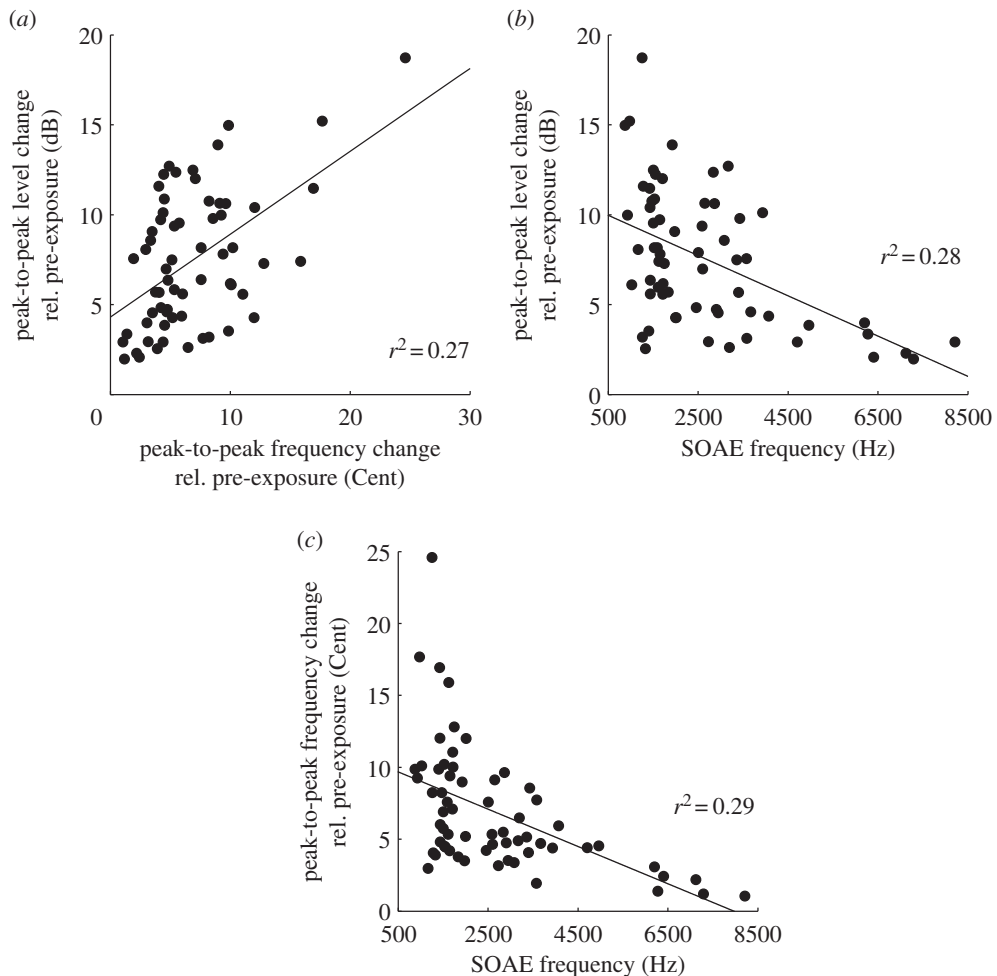 (a)
peak-to-peak level change
rel. pre-exposure (dB)
20
15
10
5
0
10
20
30
r² = 0.27
peak-to-peak frequency change
rel. pre-exposure (Cent)
(b)
peak-to-peak level change
rel. pre-exposure (dB)
20
15
10
5
0
500
2500
4500
6500
8500
r² = 0.28
SOAE frequency (Hz)
(c)
peak-to-peak frequency change
rel. pre-exposure (Cent)
25
20
15
10
5
0
500
2500
4500
6500
8500
r² = 0.29
SOAE frequency (Hz)